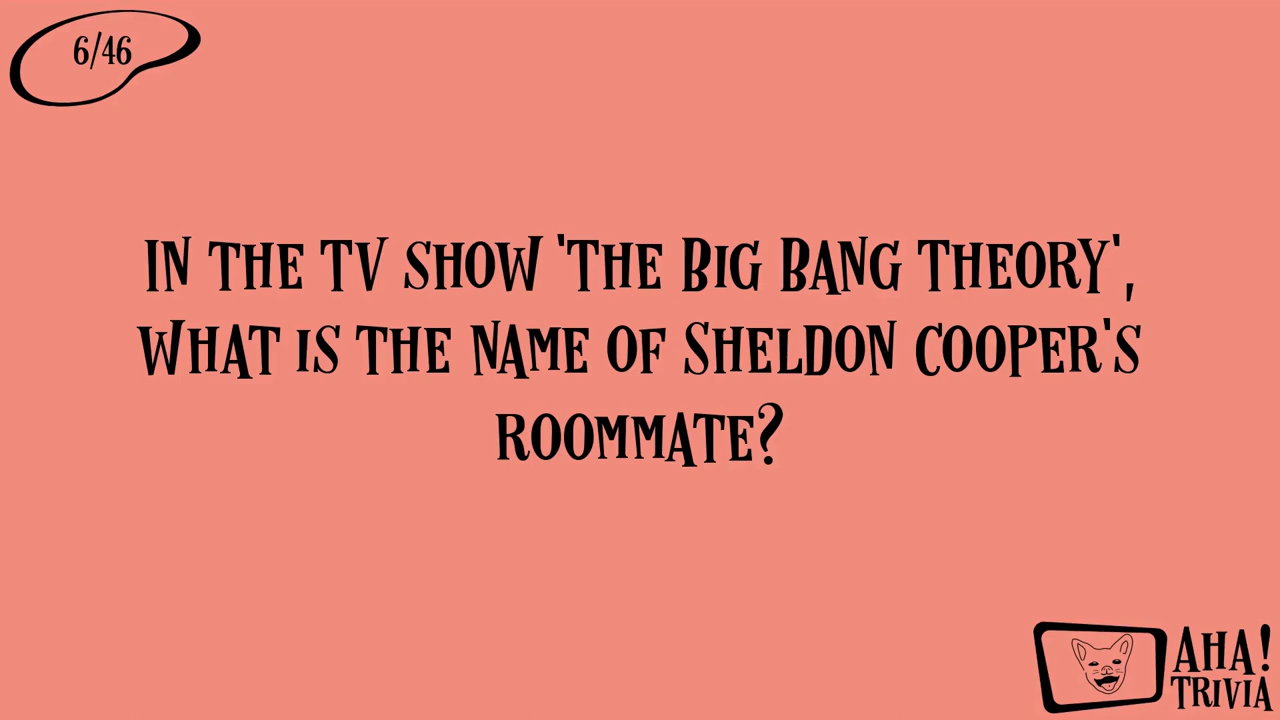 6/46
IN THE TV SHOW 'THE BIG BANG THEORY',
WHAT IS THE NAME OF SHELDON COOPER'S
ROOMMATE?
AHA!
TRIVIA